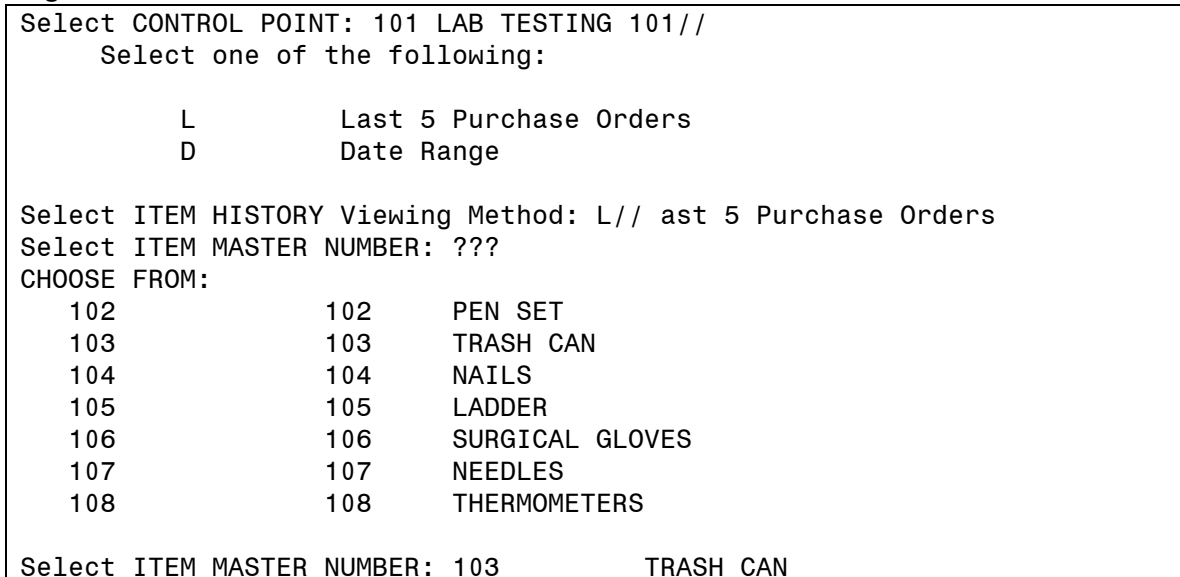 Select CONTROL POINT: 101 LAB TESTING 101//
Select one of the following:
L Last 5 Purchase Orders
D Date Range
Select ITEM HISTORY Viewing Method: L// ast 5 Purchase Orders
Select ITEM MASTER NUMBER: ???
CHOOSE FROM:
102 102 PEN SET
103 103 TRASH CAN
104 104 NAILS
105 105 LADDER
106 106 SURGICAL GLOVES
107 107 NEEDLES
108 108 THERMOMETERS
Select ITEM MASTER NUMBER: 103 TRASH CAN